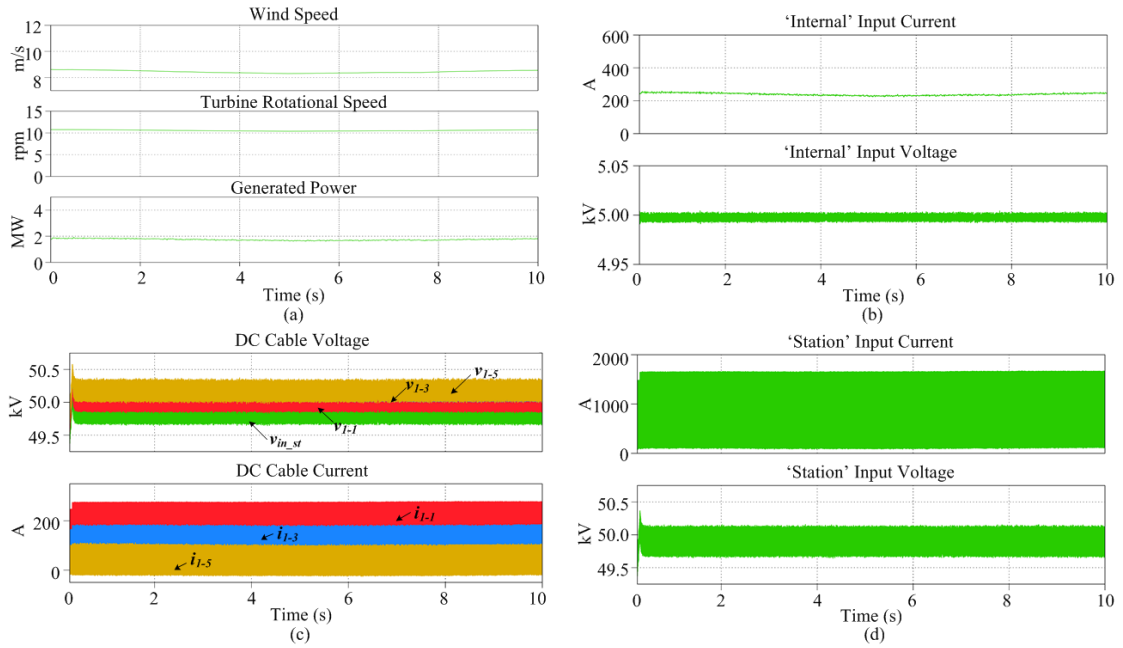 Wind Speed
12
10
8
m/s
Turbine Rotational Speed
15
10
5
0
rpm
Generated Power
4
2
0
MW
0 2 4 6 8 10
Time (s)
(a)
‘Internal’ Input Current
600
400
200
0
A
‘Internal’ Input Voltage
5.05
5.00
4.95
kV
0 2 4 6 8 10
Time (s)
(b)
DC Cable Voltage
50.5
50.0
49.5
kV
v1-5
v1-3
v1-1
vin_st
DC Cable Current
200
0
A
i1-1
i1-3
i1-5
0 2 4 6 8 10
Time (s)
(c)
‘Station’ Input Current
2000
1000
0
A
‘Station’ Input Voltage
50.5
50.0
49.5
kV
0 2 4 6 8 10
Time (s)
(d)